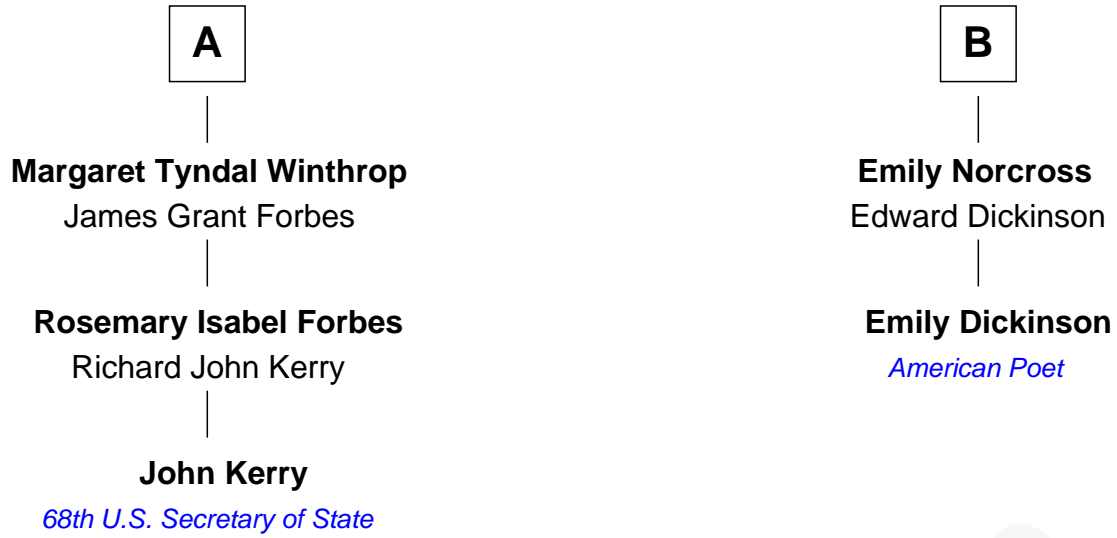 A
Margaret Tyndal Winthrop
James Grant Forbes
Rosemary Isabel Forbes
Richard John Kerry
John Kerry
68th U.S. Secretary of State
B
Emily Norcross
Edward Dickinson
Emily Dickinson
American Poet